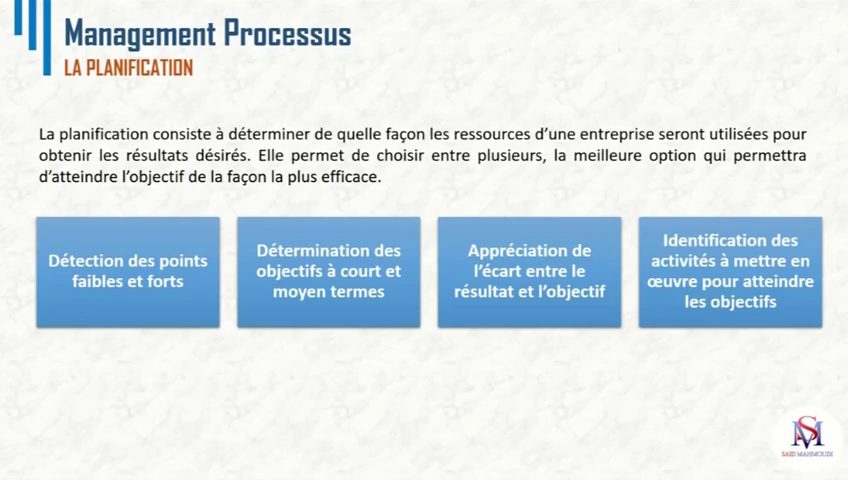 Management Processus
LA PLANIFICATION
La planification consiste à déterminer de quelle façon les ressources d’une entreprise seront utilisées pour
obtenir les résultats désirés. Elle permet de choisir entre plusieurs, la meilleure option qui permettra
d’atteindre l’objectif de la façon la plus efficace.
Détection des points
faibles et forts
Détermination des
objectifs à court et
moyen termes
Appréciation de
l’écart entre le
résultat et l’objectif
Identification des
activités à mettre en
œuvre pour atteindre
les objectifs
SM
SAID MAHMOUDI